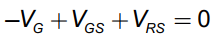 –V_G + V_GS + V_RS = 0